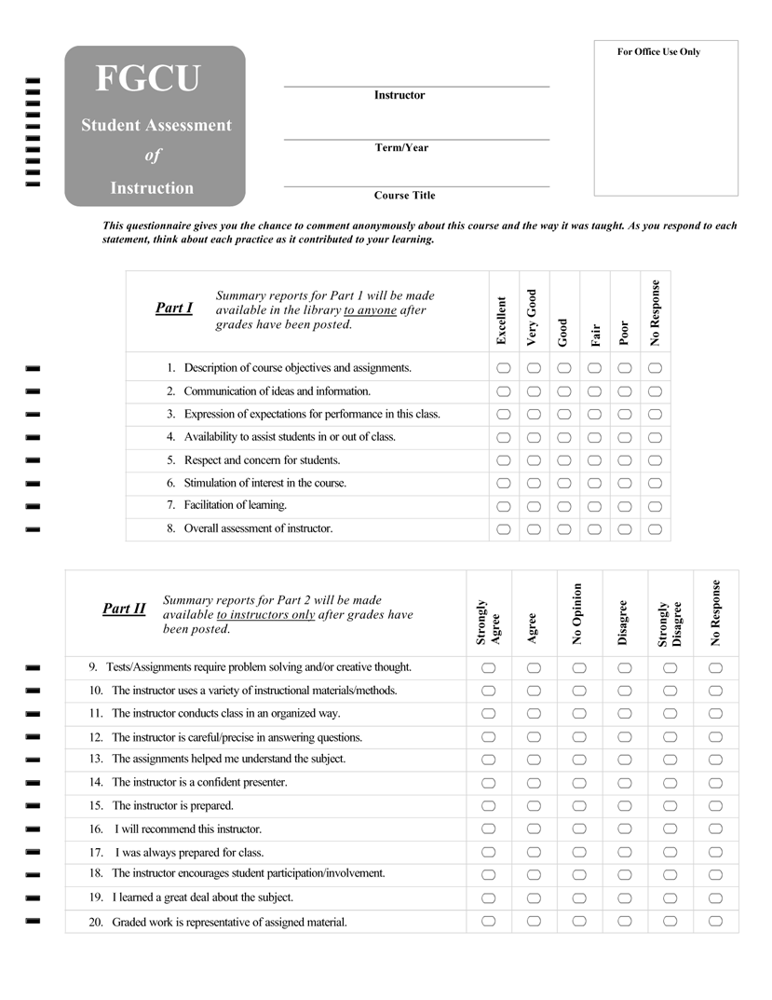 FGCU
Student Assessment
of
Instruction
Instructor
Term/Year
Course Title
For Office Use Only
This questionnaire gives you the chance to comment anonymously about this course and the way it was taught. As you respond to each
statement, think about each practice as it contributed to your learning.
Part I
Summary reports for Part 1 will be made
available in the library to anyone after
grades have been posted.
Excellent
Very Good
Good
Fair
Poor
No Response
1. Description of course objectives and assignments.
2. Communication of ideas and information.
3. Expression of expectations for performance in this class.
4. Availability to assist students in or out of class.
5. Respect and concern for students.
6. Stimulation of interest in the course.
7. Facilitation of learning.
8. Overall assessment of instructor.
Part II
Summary reports for Part 2 will be made
available to instructors only after grades have
been posted.
Strongly
Agree
Agree
No Opinion
Disagree
Strongly
Disagree
No Response
9. Tests/Assignments require problem solving and/or creative thought.
10. The instructor uses a variety of instructional materials/methods.
11. The instructor conducts class in an organized way.
12. The instructor is careful/precise in answering questions.
13. The assignments helped me understand the subject.
14. The instructor is a confident presenter.
15. The instructor is prepared.
16. I will recommend this instructor.
17. I was always prepared for class.
18. The instructor encourages student participation/involvement.
19. I learned a great deal about the subject.
20. Graded work is representative of assigned material.